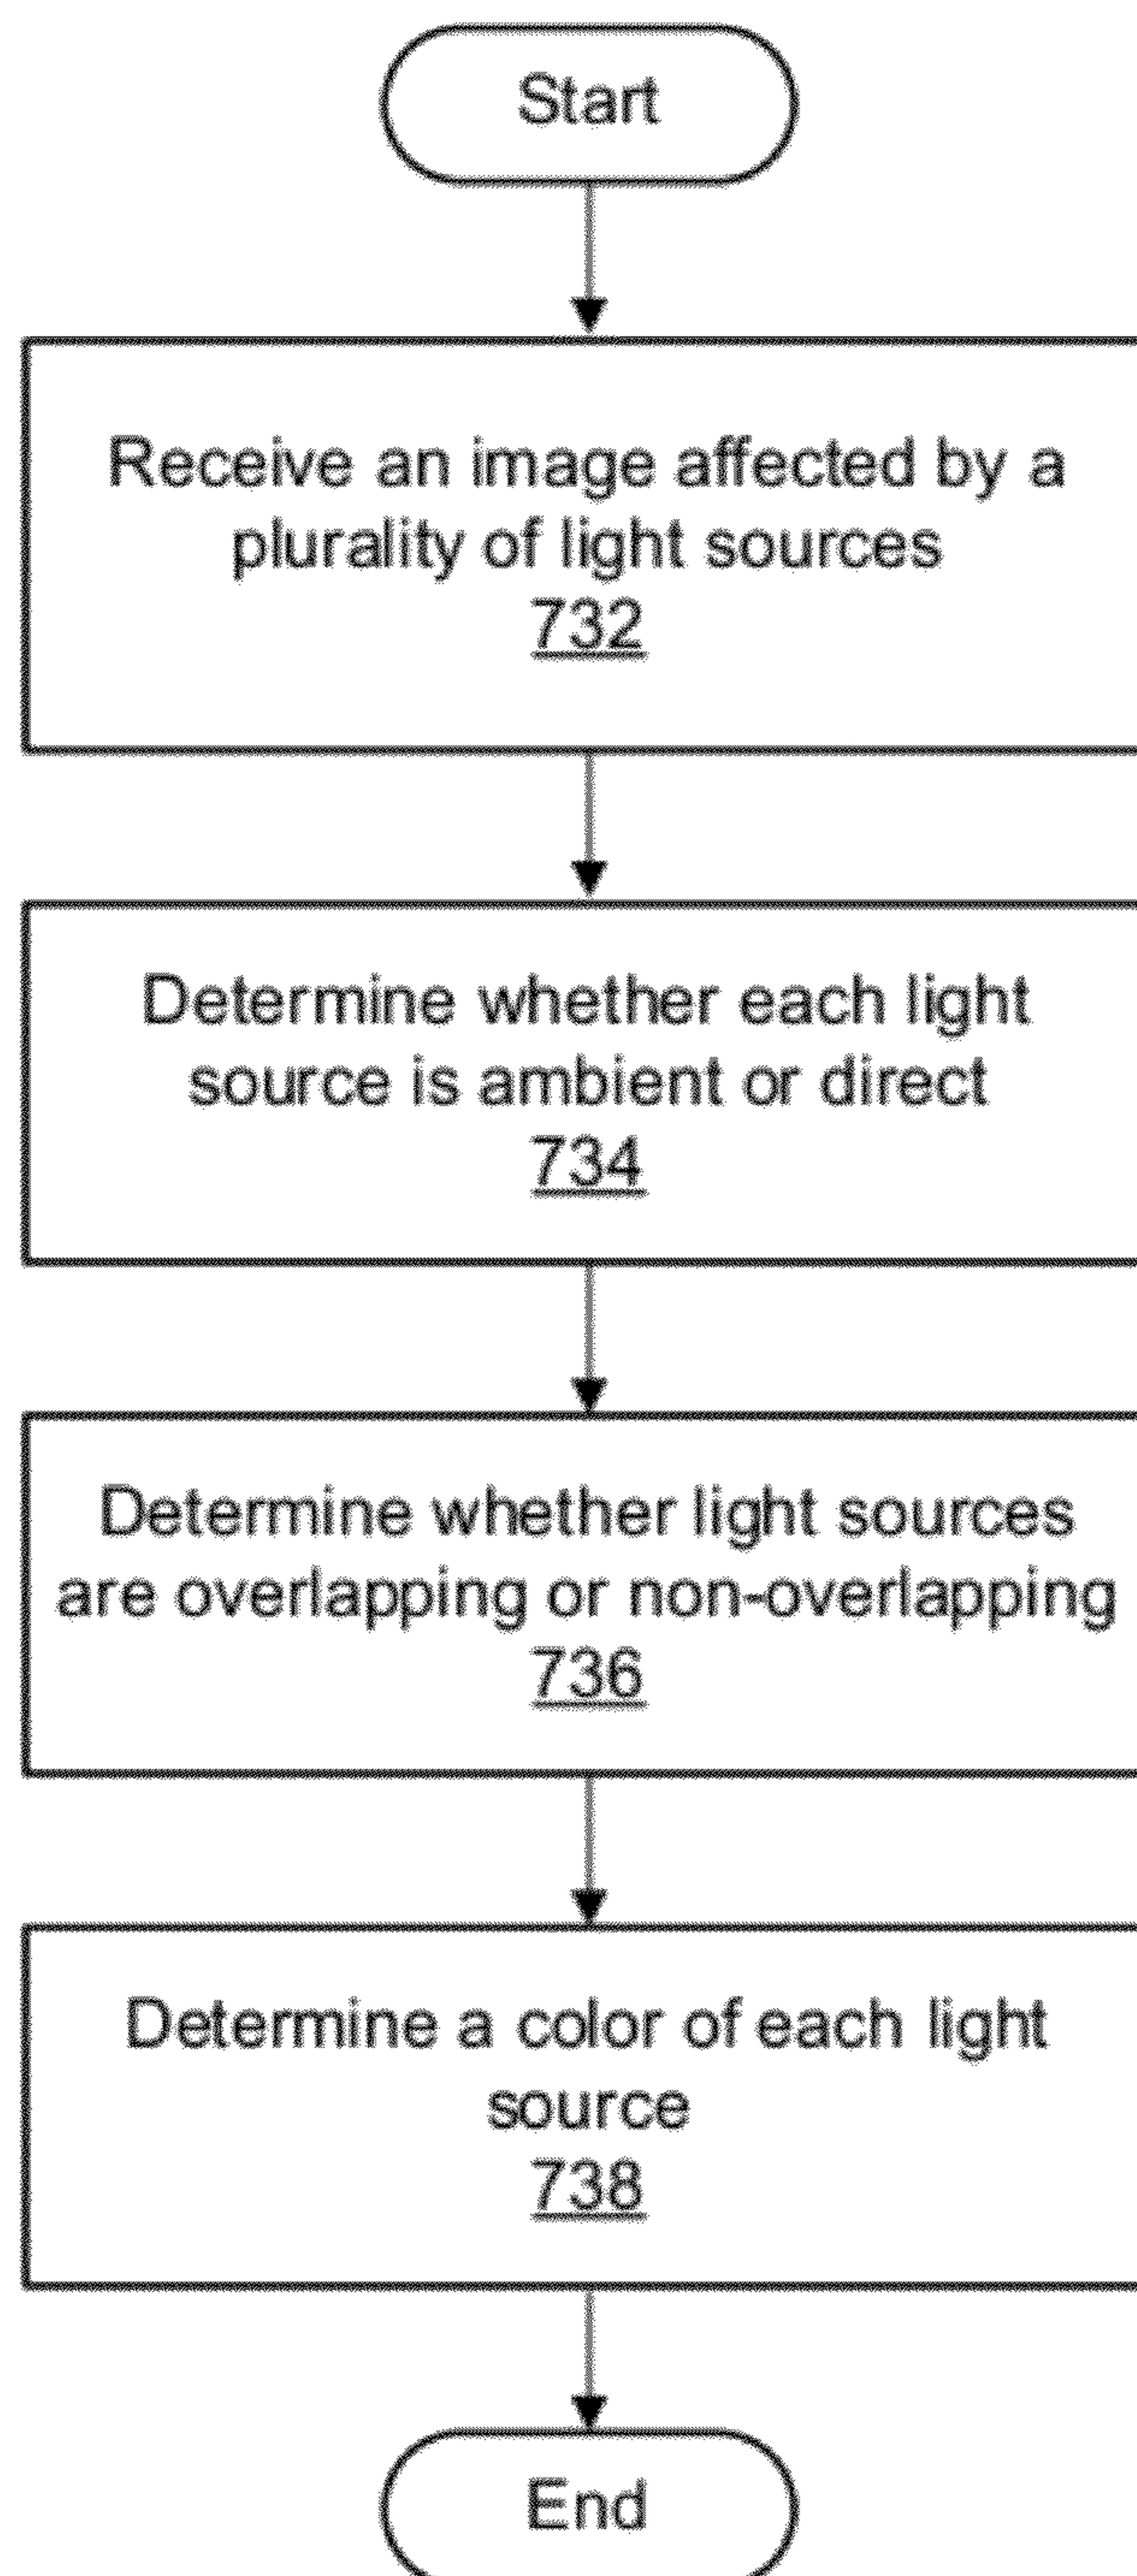 Start
Receive an image affected by a
plurality of light sources
732
Determine whether each light
source is ambient or direct
734
Determine whether light sources
are overlapping or non-overlapping
736
Determine a color of each light
source
738
End